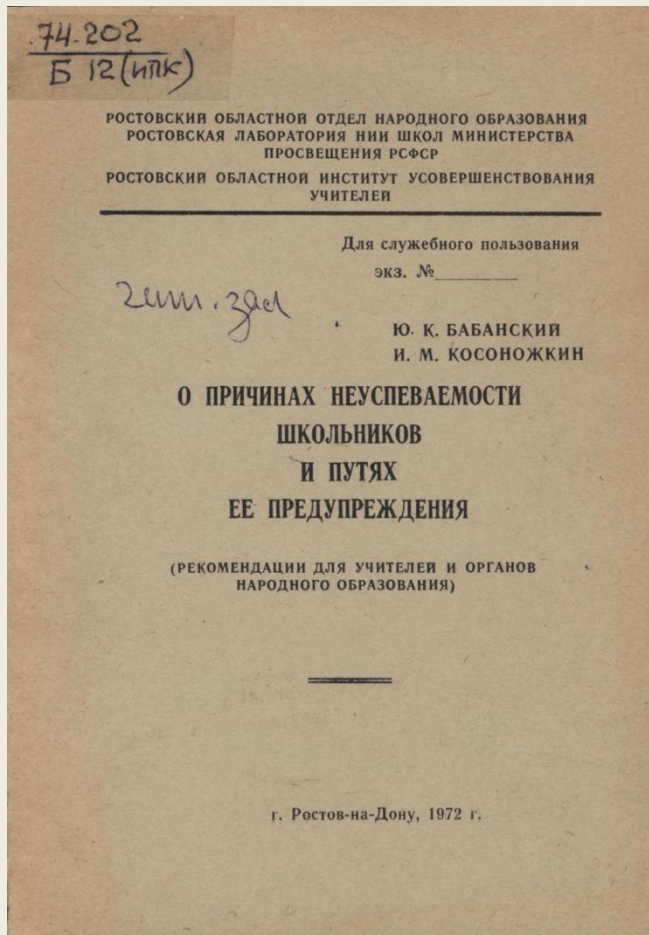 74.202
Б 12 (ипк)
РОСТОВСКИЙ ОБЛАСТНОЙ ОТДЕЛ НАРОДНОГО ОБРАЗОВАНИЯ
РОСТОВСКАЯ ЛАБОРАТОРИЯ НИИ ШКОЛ МИНИСТЕРСТВА
ПРОСВЕЩЕНИЯ РСФСР
РОСТОВСКИЙ ОБЛАСТНОЙ ИНСТИТУТ УСОВЕРШЕНСТВОВАНИЯ
УЧИТЕЛЕЙ
Для служебного пользования
экз. №
чит. зал
Ю. К. БАБАНСКИЙ
И. М. КОСОНОЖКИН
О ПРИЧИНАХ НЕУСПЕВАЕМОСТИ
ШКОЛЬНИКОВ
И ПУТЯХ
ЕЕ ПРЕДУПРЕЖДЕНИЯ
(РЕКОМЕНДАЦИИ ДЛЯ УЧИТЕЛЕЙ И ОРГАНОВ
НАРОДНОГО ОБРАЗОВАНИЯ)
г. Ростов-на-Дону, 1972 г.